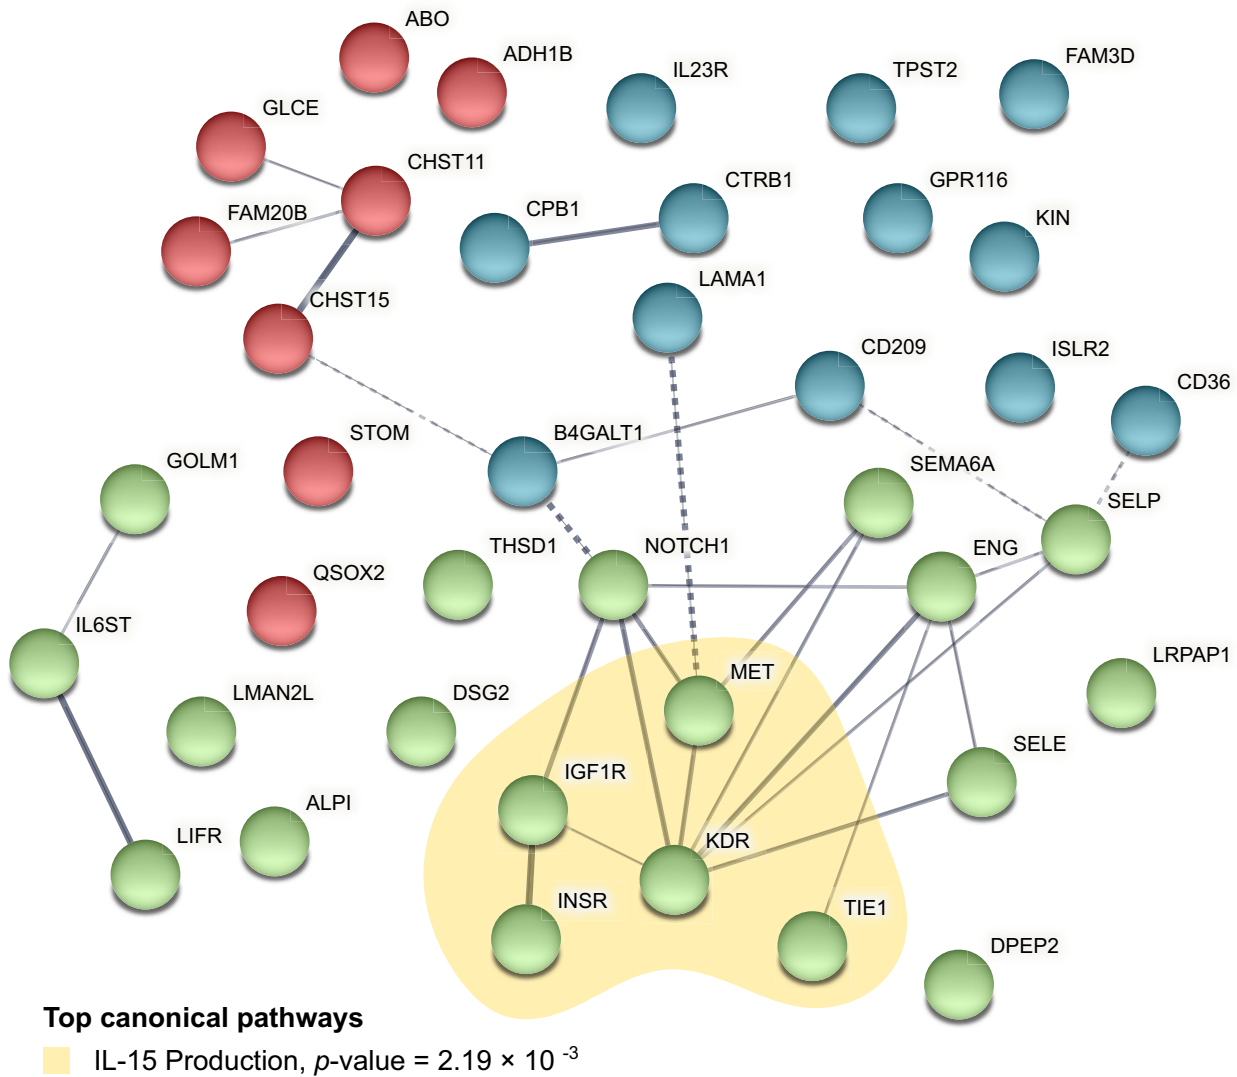 ABO
ADH1B
IL23R
TPST2
FAM3D
GLCE
CHST11
CTRB1
GPR116
FAM20B
CPB1
KIN
LAMA1
CHST15
CD209
ISLR2
CD36
STOM
B4GALT1
GOLM1
SEMA6A
SELP
THSD1
NOTCH1
ENG
QSOX2
IL6ST
LRPAP1
MET
LMAN2L
DSG2
SELE
IGF1R
ALPI
LIFR
KDR
INSR
TIE1
DPEP2
Top canonical pathways
IL-15 Production, p-value = 2.19 × 10 -3